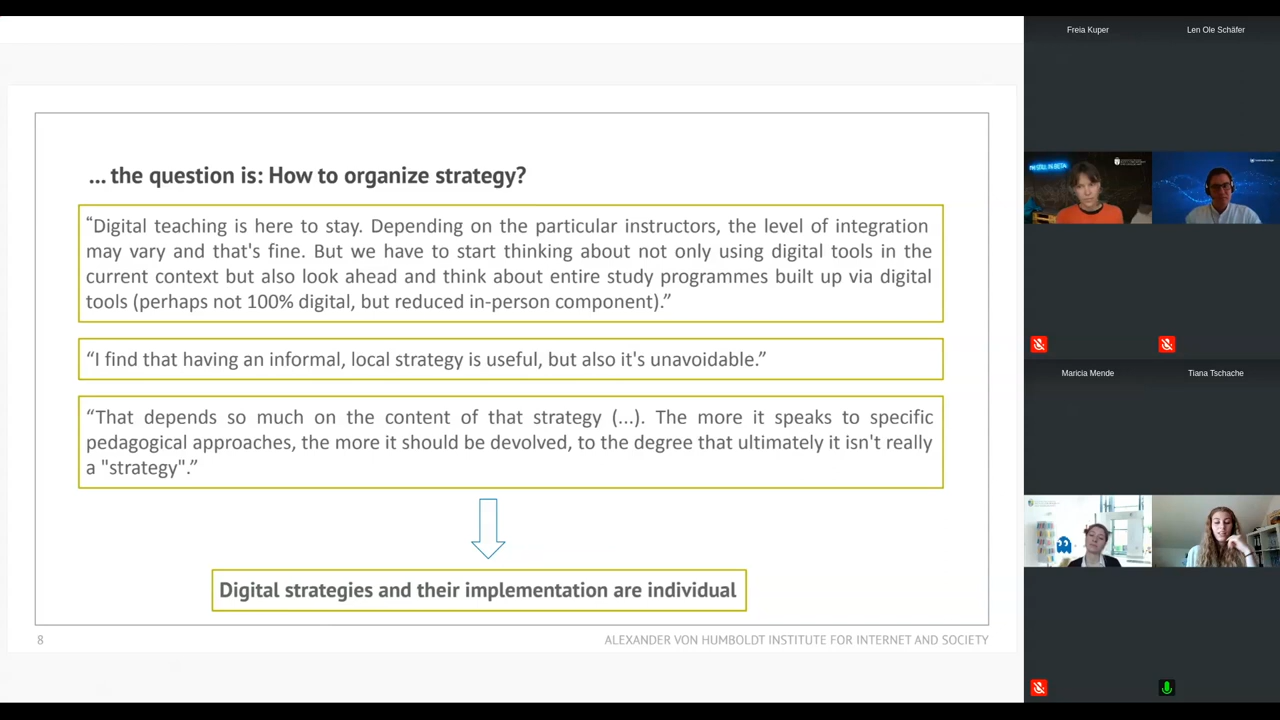 Freia Kuper
Len Ole Schäfer
... the question is: How to organize strategy?
“Digital teaching is here to stay. Depending on the particular instructors, the level of integration
may vary and that's fine. But we have to start thinking about not only using digital tools in the
current context but also look ahead and think about entire study programmes built up via digital
tools (perhaps not 100% digital, but reduced in-person component).”
“I find that having an informal, local strategy is useful, but also it's unavoidable.”
“That depends so much on the content of that strategy (...). The more it speaks to specific
pedagogical approaches, the more it should be devolved, to the degree that ultimately it isn't really
a "strategy".”
Digital strategies and their implementation are individual
8
ALEXANDER VON HUMBOLDT INSTITUTE FOR INTERNET AND SOCIETY
Maricia Mende
Tiana Tschache